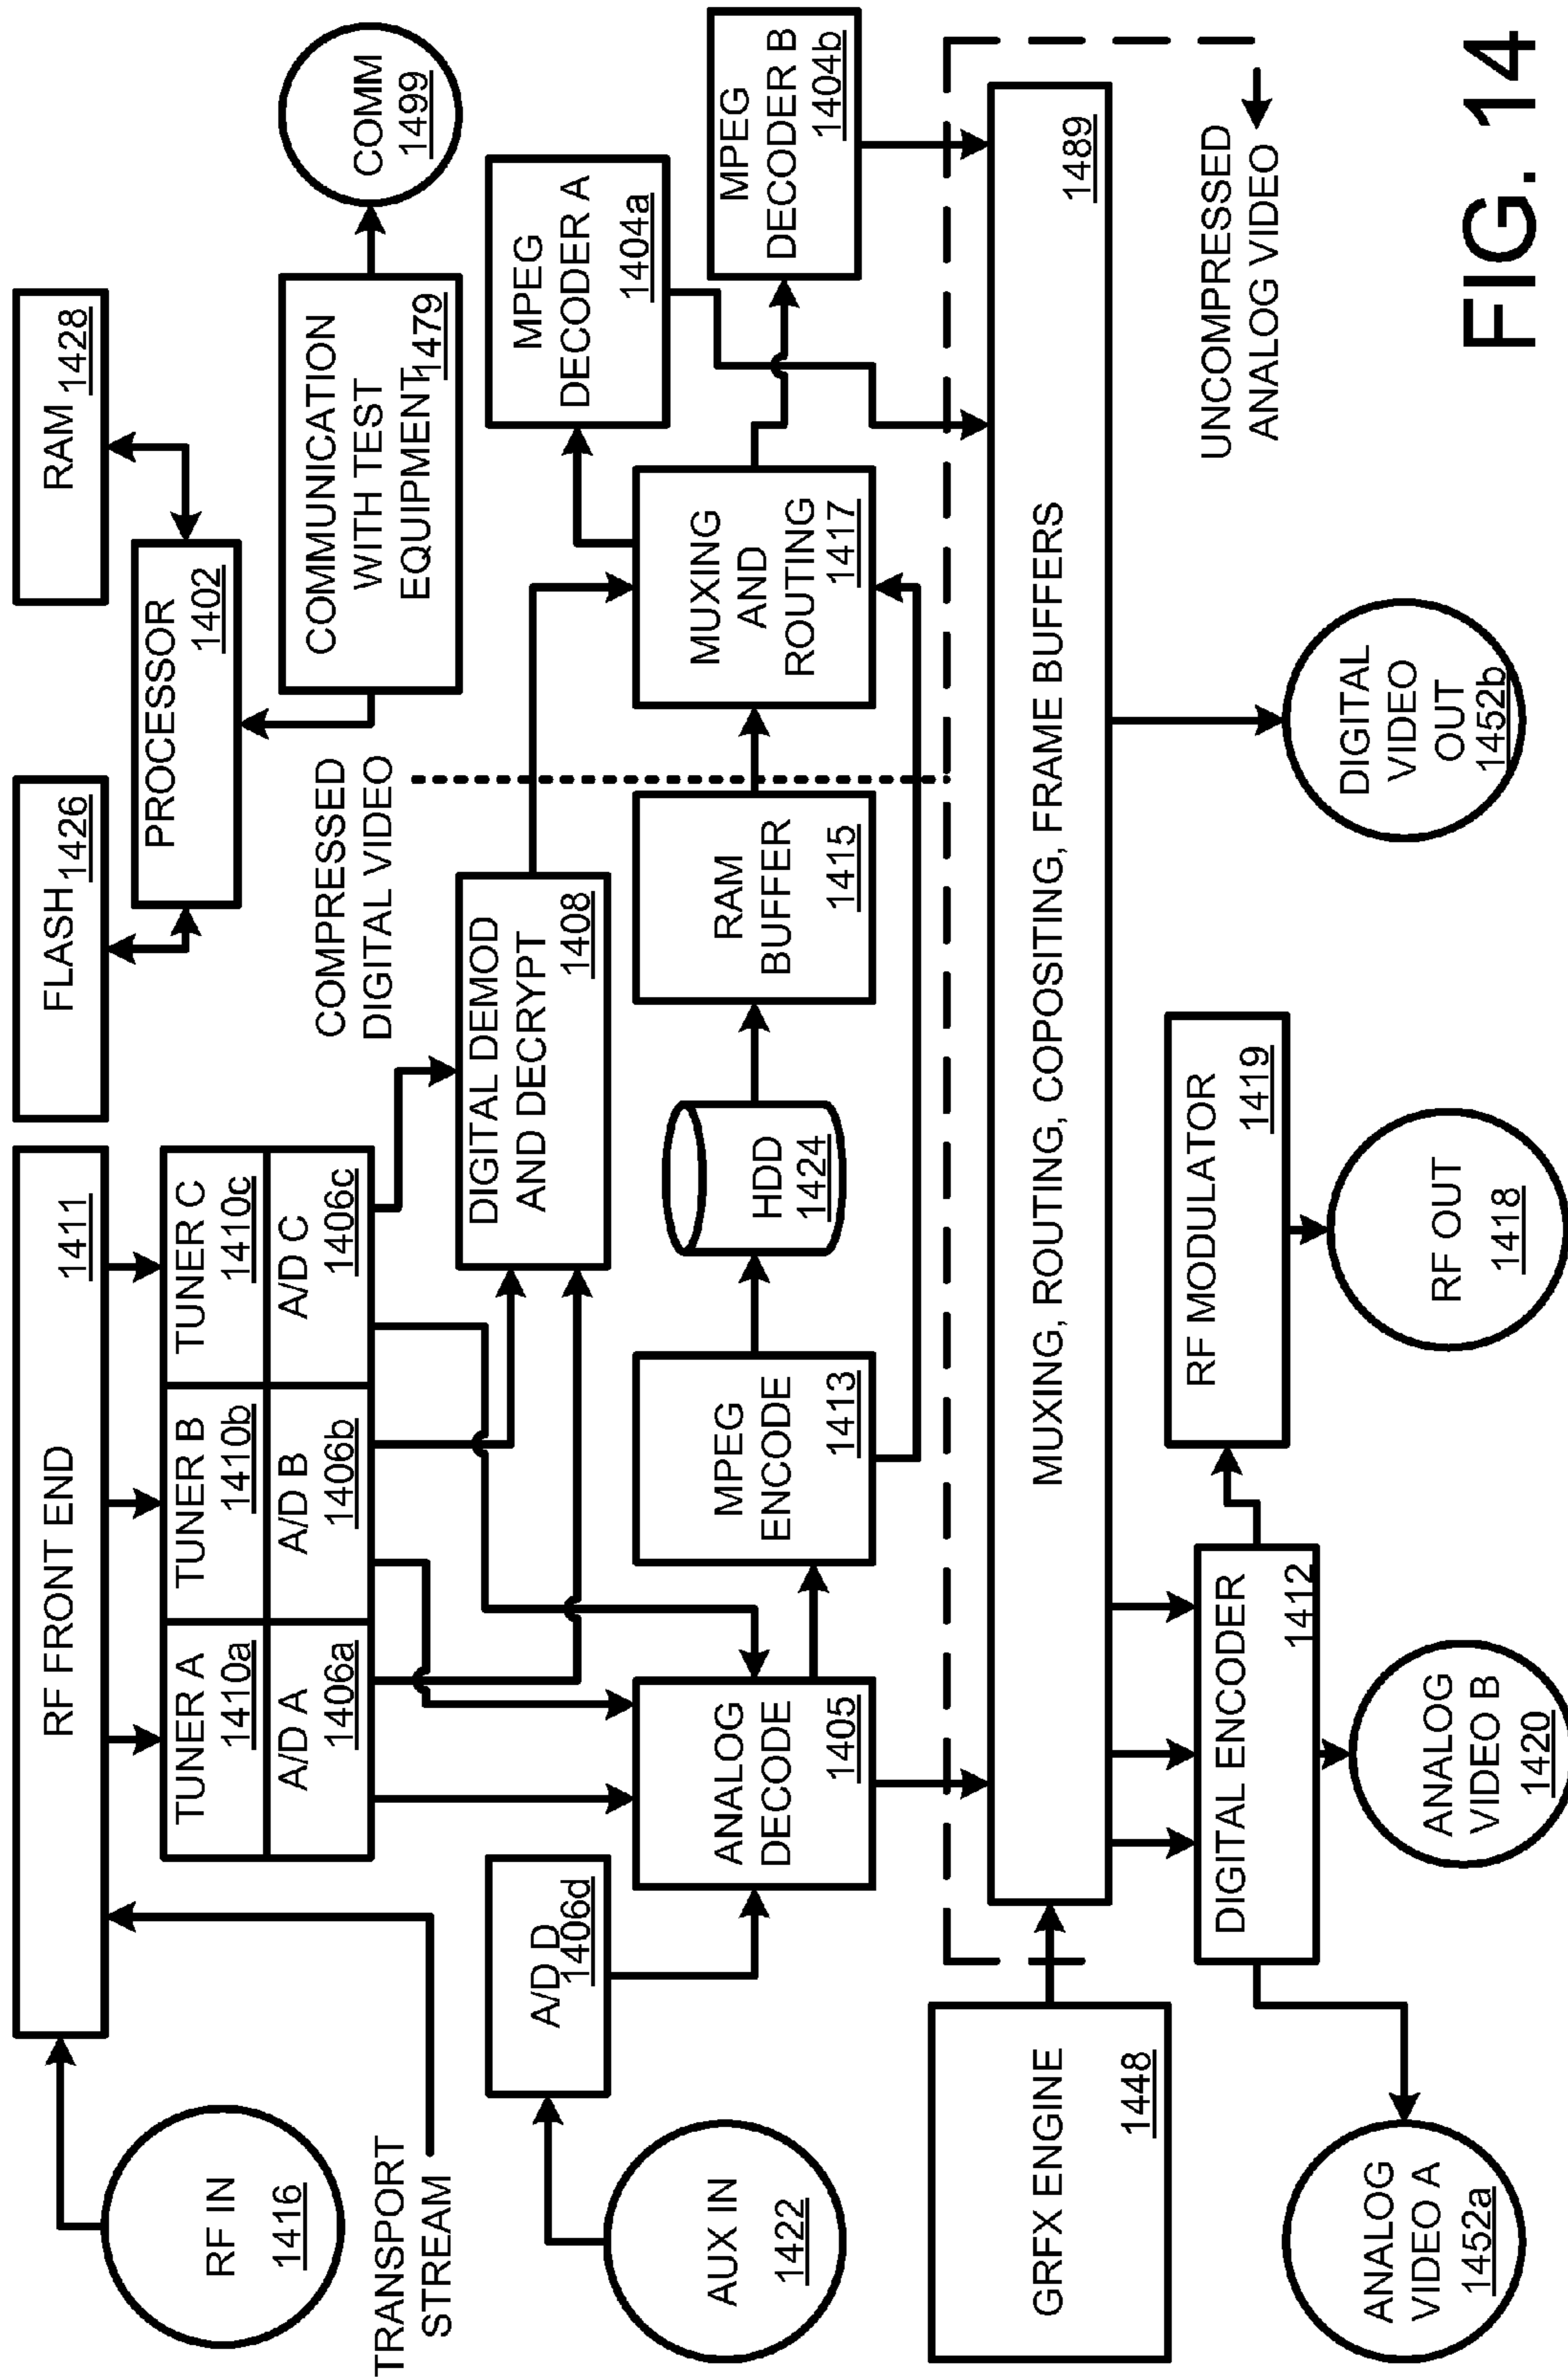 RF IN
1416
TRANSPORT
STREAM
RF FRONT END
1411
FLASH
1426
RAM
1428
PROCESSOR
1402
TUNER A
1410a
TUNER B
1410b
TUNER C
1410c
A/D A
1406a
A/D B
1406b
A/D C
1406c
COMMUNICATION
WITH TEST
EQUIPMENT
1479
COMM
1499
COMPRESSED
DIGITAL VIDEO
AUX IN
1422
A/D D
1406d
DIGITAL DEMOD
AND DECRYPT
1408
MPEG
DECODER A
1404a
ANALOG
DECODE
1405
MPEG
ENCODE
1413
HDD
1424
RAM
BUFFER
1415
MUXING
AND
ROUTING
1417
MPEG
DECODER B
1404b
GRFX ENGINE
1448
MUXING, ROUTING, COPOSITING, FRAME BUFFERS
1489
UNCOMPRESSED
ANALOG VIDEO
DIGITAL ENCODER
1412
RF MODULATOR
1419
ANALOG
VIDEO A
1452a
ANALOG
VIDEO B
1420
RF OUT
1418
DIGITAL
VIDEO
OUT
1452b
FIG. 14